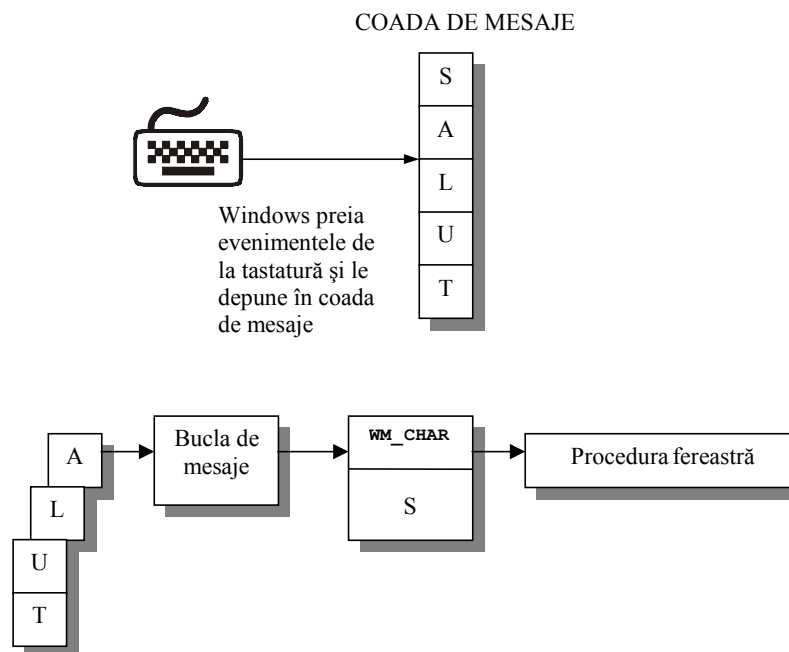 COADA DE MESAJE
S
A
L
U
T
Windows preia
evenimentele de
la tastatură şi le
depune în coada
de mesaje
A
L
U
T
Bucla de
mesaje
WM_CHAR
S
Procedura fereastră